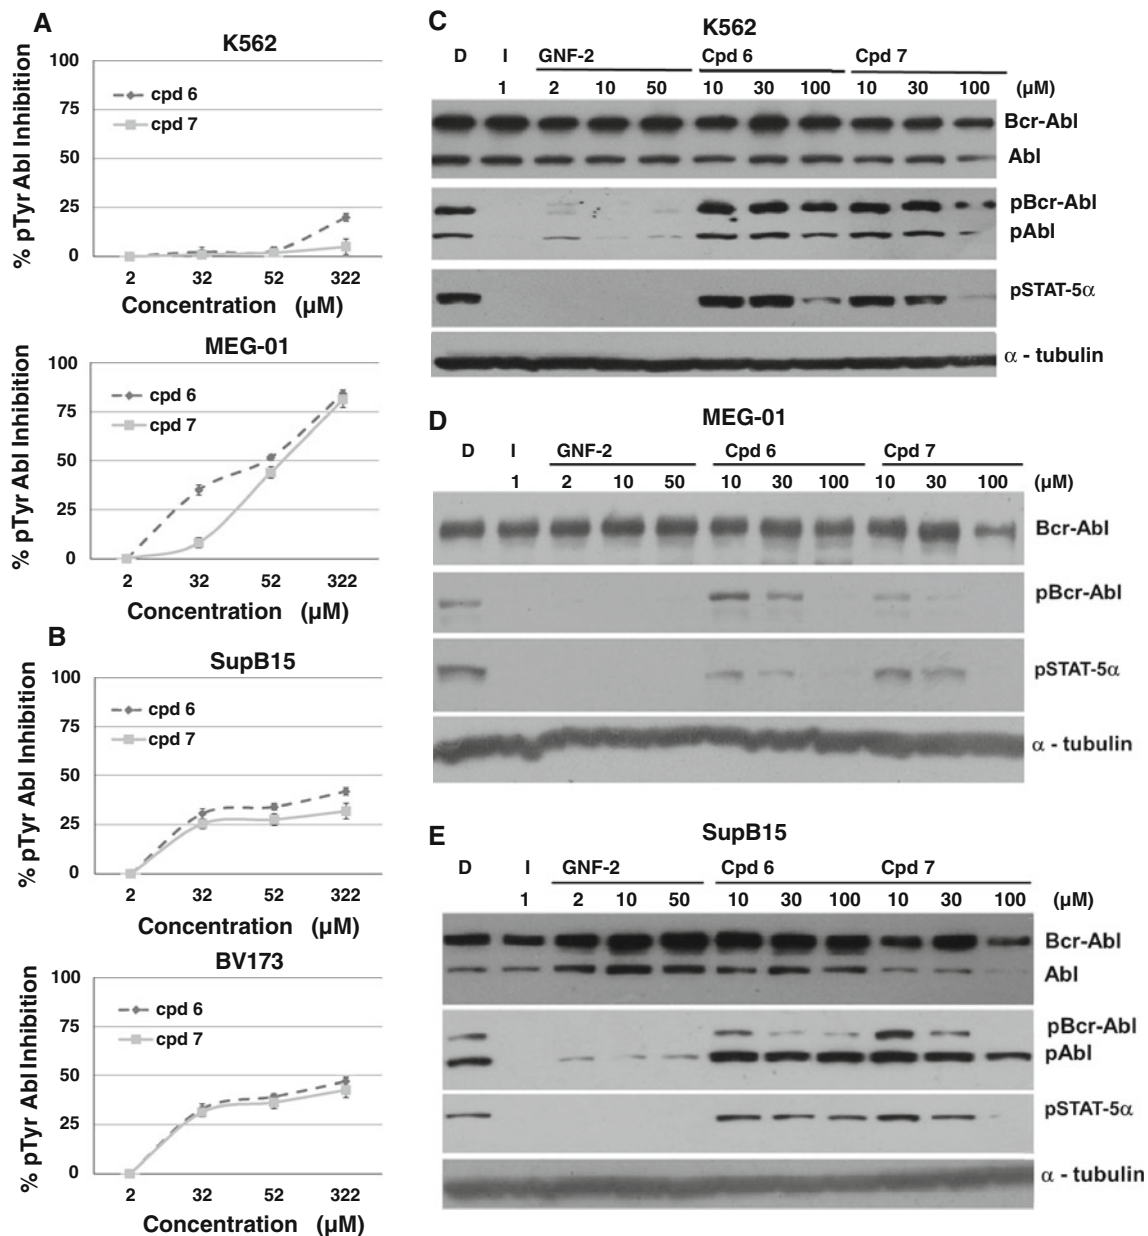 A
K562
% pTyr Abl Inhibition
100
75
50
25
0
cpd 6
cpd 7
2 32 52 322
Concentration (µM)
MEG-01
% pTyr Abl Inhibition
100
75
50
25
0
cpd 6
cpd 7
2 32 52 322
Concentration (µM)
B
SupB15
% pTyr Abl Inhibition
100
75
50
25
0
cpd 6
cpd 7
2 32 52 322
Concentration (µM)
BV173
% pTyr Abl Inhibition
100
75
50
25
0
cpd 6
cpd 7
2 32 52 322
Concentration (µM)
C
K562
D I GNF-2 Cpd 6 Cpd 7
1 2 10 50 10 30 100 10 30 100 (µM)
Bcr-Abl
Abl
pBcr-Abl
pAbl
pSTAT-5α
α - tubulin
D
MEG-01
D I GNF-2 Cpd 6 Cpd 7
1 2 10 50 10 30 100 10 30 100 (µM)
Bcr-Abl
pBcr-Abl
pSTAT-5α
α - tubulin
E
SupB15
D I GNF-2 Cpd 6 Cpd 7
1 2 10 50 10 30 100 10 30 100 (µM)
Bcr-Abl
Abl
pBcr-Abl
pAbl
pSTAT-5α
α - tubulin